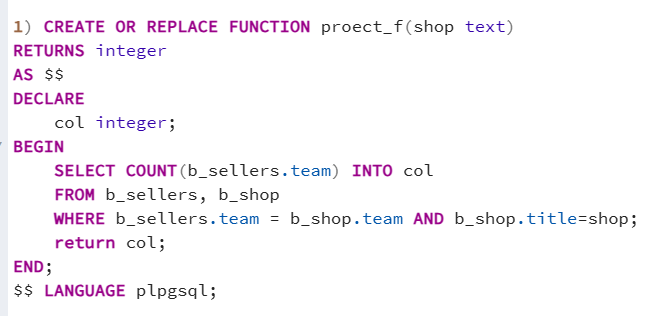 1) CREATE OR REPLACE FUNCTION proect_f(shop text)
RETURNS integer
AS $$
DECLARE
    col integer;
BEGIN
    SELECT COUNT(b_sellers.team) INTO col
    FROM b_sellers, b_shop
    WHERE b_sellers.team = b_shop.team AND b_shop.title=shop;
    return col;
END;
$$ LANGUAGE plpgsql;